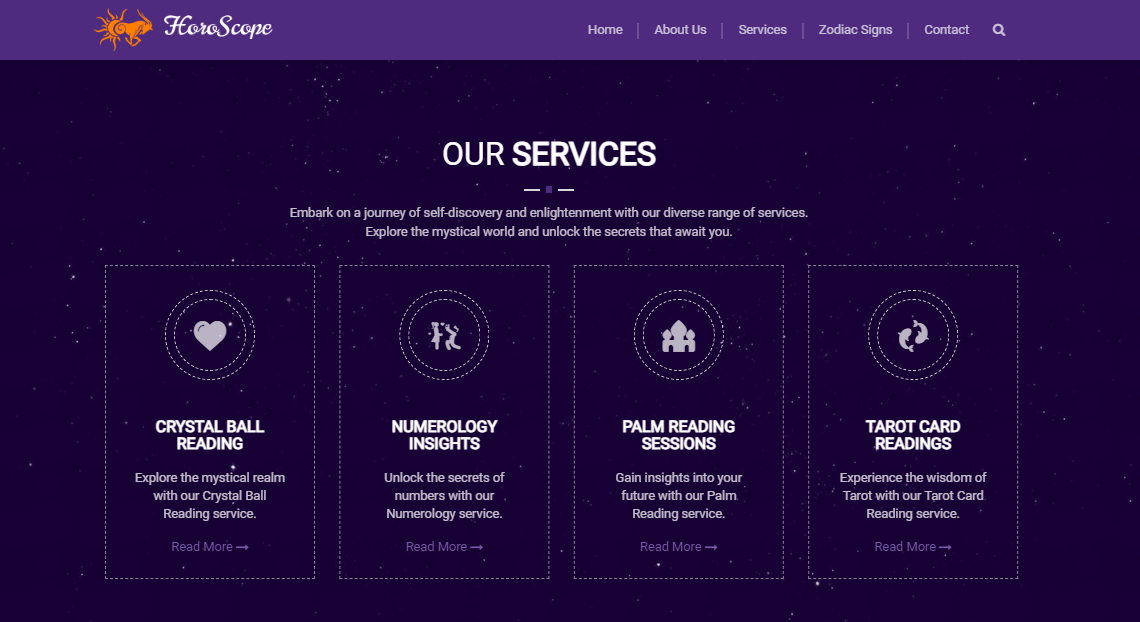 HoroScope
Home
About Us
Services
Zodiac Signs
Contact
OUR SERVICES
Embark on a journey of self-discovery and enlightenment with our diverse range of services.
Explore the mystical world and unlock the secrets that await you.
CRYSTAL BALL
READING
Explore the mystical realm
with our Crystal Ball
Reading service.
Read More
NUMEROLOGY
INSIGHTS
Unlock the secrets of
numbers with our
Numerology service.
Read More
PALM READING
SESSIONS
Gain insights into your
future with our Palm
Reading service.
Read More
TAROT CARD
READINGS
Experience the wisdom of
Tarot with our Tarot Card
Reading service.
Read More